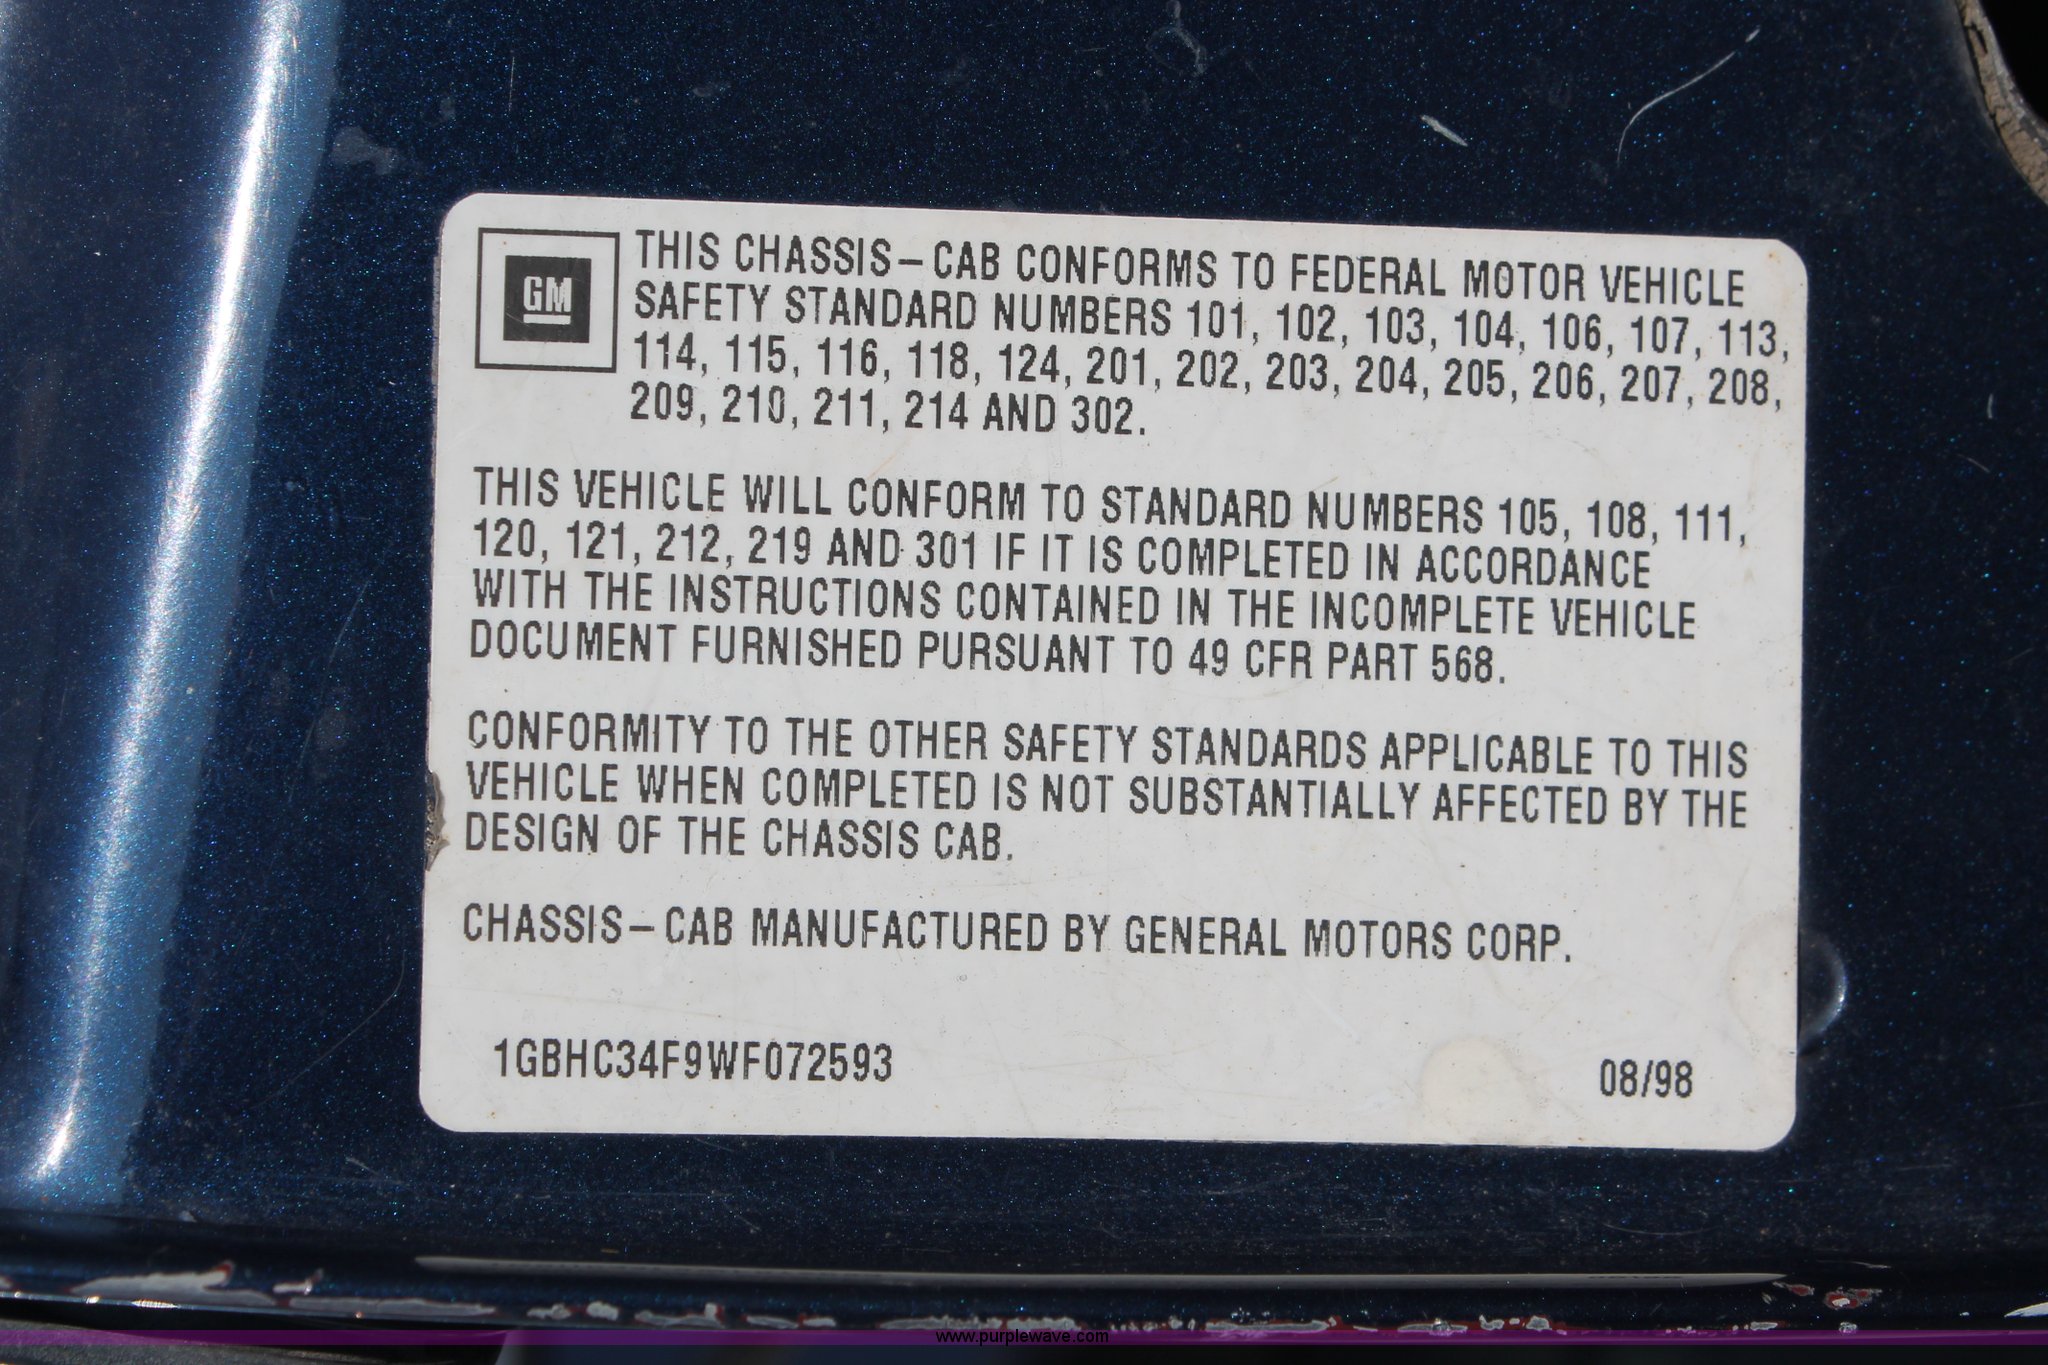 GM
THIS CHASSIS-CAB CONFORMS TO FEDERAL MOTOR VEHICLE
SAFETY STANDARD NUMBERS 101, 102, 103, 104, 106, 107, 113,
114, 115, 116, 118, 124, 201, 202, 203, 204, 205, 206, 207, 208,
209, 210, 211, 214 AND 302.
THIS VEHICLE WILL CONFORM TO STANDARD NUMBERS 105, 108, 111,
120, 121, 212, 219 AND 301 IF IT IS COMPLETED IN ACCORDANCE
WITH THE INSTRUCTIONS CONTAINED IN THE INCOMPLETE VEHICLE
DOCUMENT FURNISHED PURSUANT TO 49 CFR PART 568.
CONFORMITY TO THE OTHER SAFETY STANDARDS APPLICABLE TO THIS
VEHICLE WHEN COMPLETED IS NOT SUBSTANTIALLY AFFECTED BY THE
DESIGN OF THE CHASSIS CAB.
CHASSIS-CAB MANUFACTURED BY GENERAL MOTORS CORP.
1GBHC34F9WF072593 08/98
www.purplewave.com